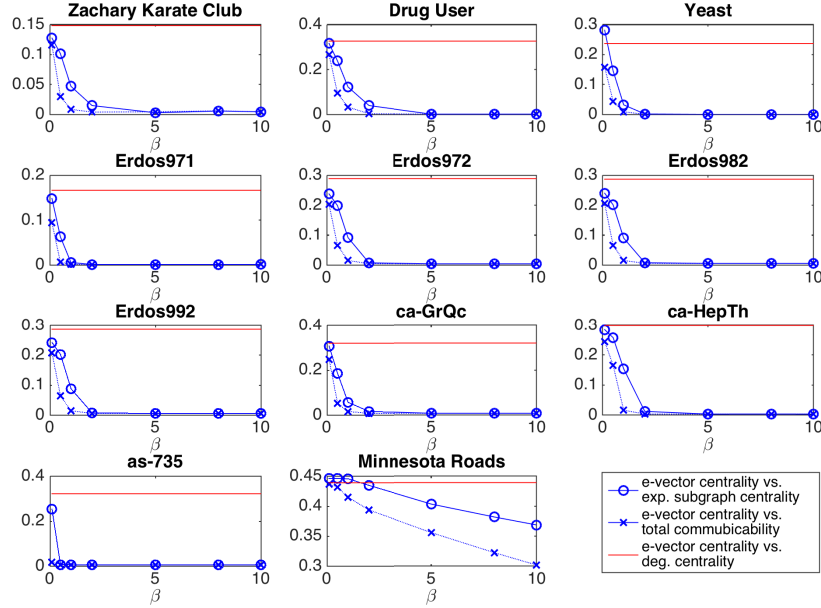 Zachary Karate Club
Drug User
Yeast
0.15
0.1
0.05
0
0 5 10
β
0.4
0.2
0
0 5 10
β
0.3
0.2
0.1
0
0 5 10
β
Erdos971
Erdos972
Erdos982
0.2
0.1
0
0 5 10
β
0.3
0.2
0.1
0
0 5 10
β
0.3
0.2
0.1
0
0 5 10
β
Erdos992
ca-GrQc
ca-HepTh
0.3
0.2
0.1
0
0 5 10
β
0.4
0.2
0
0 5 10
β
0.3
0.2
0.1
0
0 5 10
β
as-735
Minnesota Roads
0.4
0.2
0
0 5 10
β
0.45
0.4
0.35
0.3
0 5 10
β
e-vector centrality vs.
exp. subgraph centrality
e-vector centrality vs.
total commubicability
e-vector centrality vs.
deg. centrality